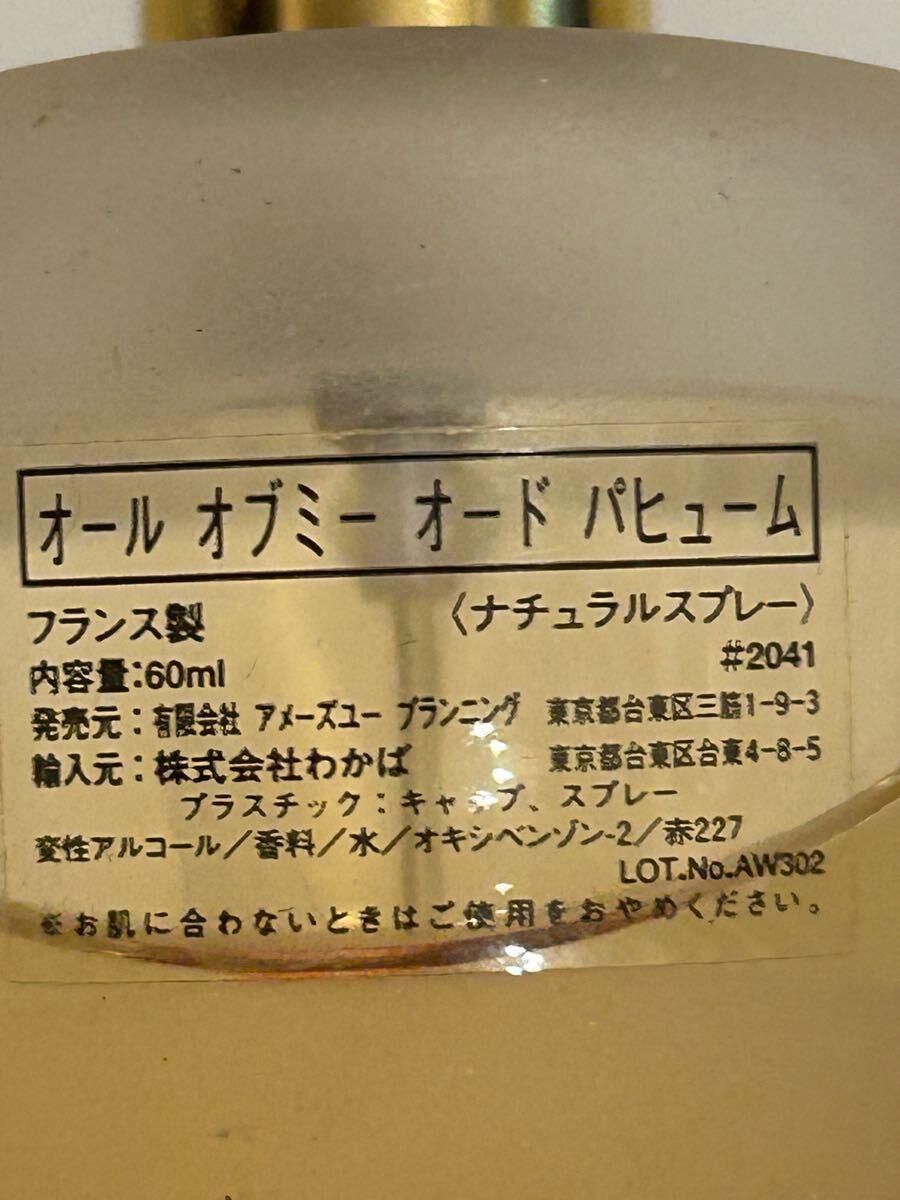 オール オブミー オード パヒューム
フランス製 〈ナチュラルスプレー〉
内容量:60ml #2041
発売元:有限会社 アメーズユー プランニング 東京都台東区三筋1-9-3
輸入元:株式会社わかば 東京都台東区台東4-8-5
プラスチック:キャップ、スプレー
変性アルコール/香料/水/オキシベンゾン-2/赤227
LOT.No.AW302
※お肌に合わないときはご使用をおやめください。